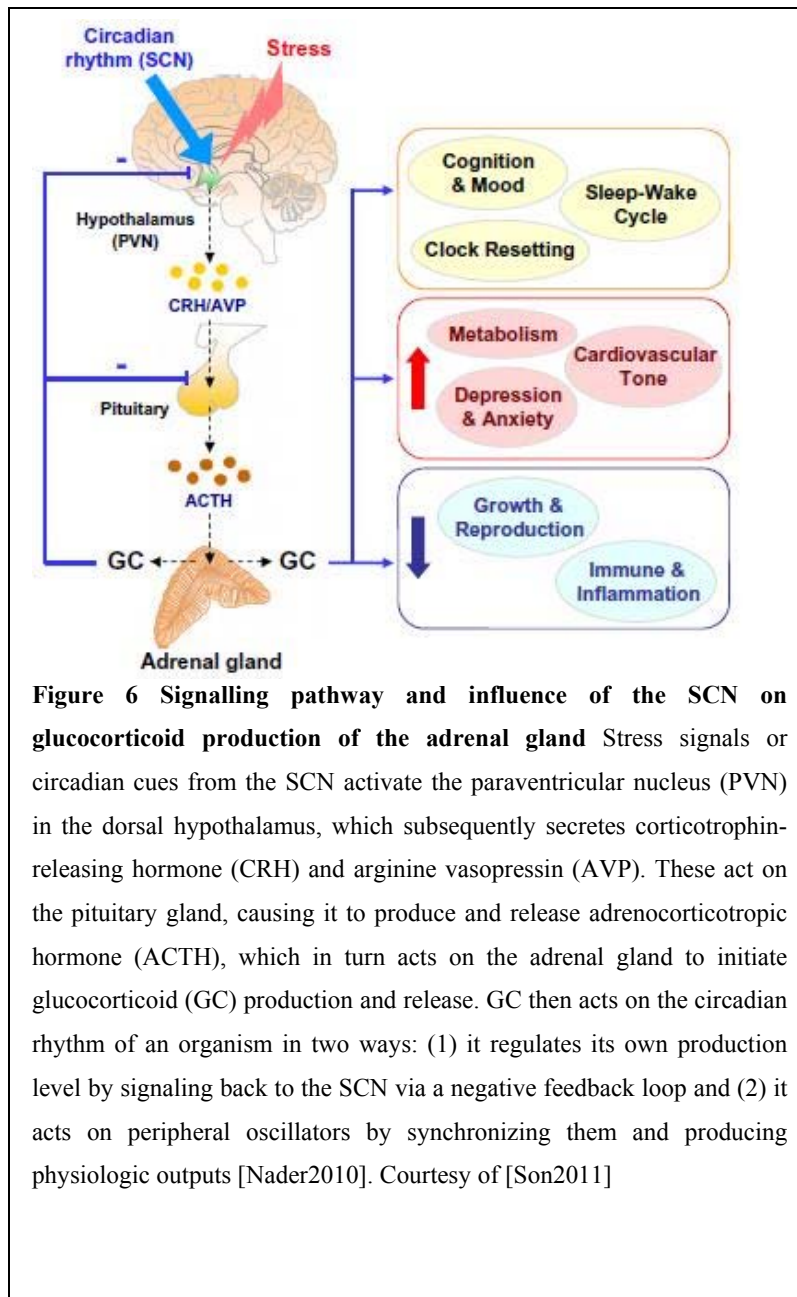 Circadian
rhythm (SCN)
Stress
-
Hypothalamus
(PVN)
CRH/AVP
-
Pituitary
ACTH
GC
GC
Adrenal gland
Cognition
& Mood
Sleep-Wake
Cycle
Clock Resetting
Metabolism
Cardiovascular
Tone
Depression
& Anxiety
Growth &
Reproduction
Immune &
Inflammation
Figure 6 Signalling pathway and influence of the SCN on
glucocorticoid production of the adrenal gland Stress signals or
circadian cues from the SCN activate the paraventricular nucleus (PVN)
in the dorsal hypothalamus, which subsequently secretes corticotrophin-
releasing hormone (CRH) and arginine vasopressin (AVP). These act on
the pituitary gland, causing it to produce and release adrenocorticotropic
hormone (ACTH), which in turn acts on the adrenal gland to initiate
glucocorticoid (GC) production and release. GC then acts on the circadian
rhythm of an organism in two ways: (1) it regulates its own production
level by signaling back to the SCN via a negative feedback loop and (2) it
acts on peripheral oscillators by synchronizing them and producing
physiologic outputs [Nader2010]. Courtesy of [Son2011]